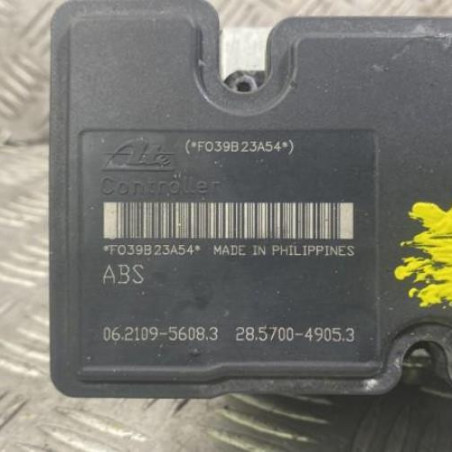 (*F039B23A54*)
Ate
Controller
*F039B23A54* MADE IN PHILIPPINES
ABS
06.2109-5608.3 28.5700-4905.3